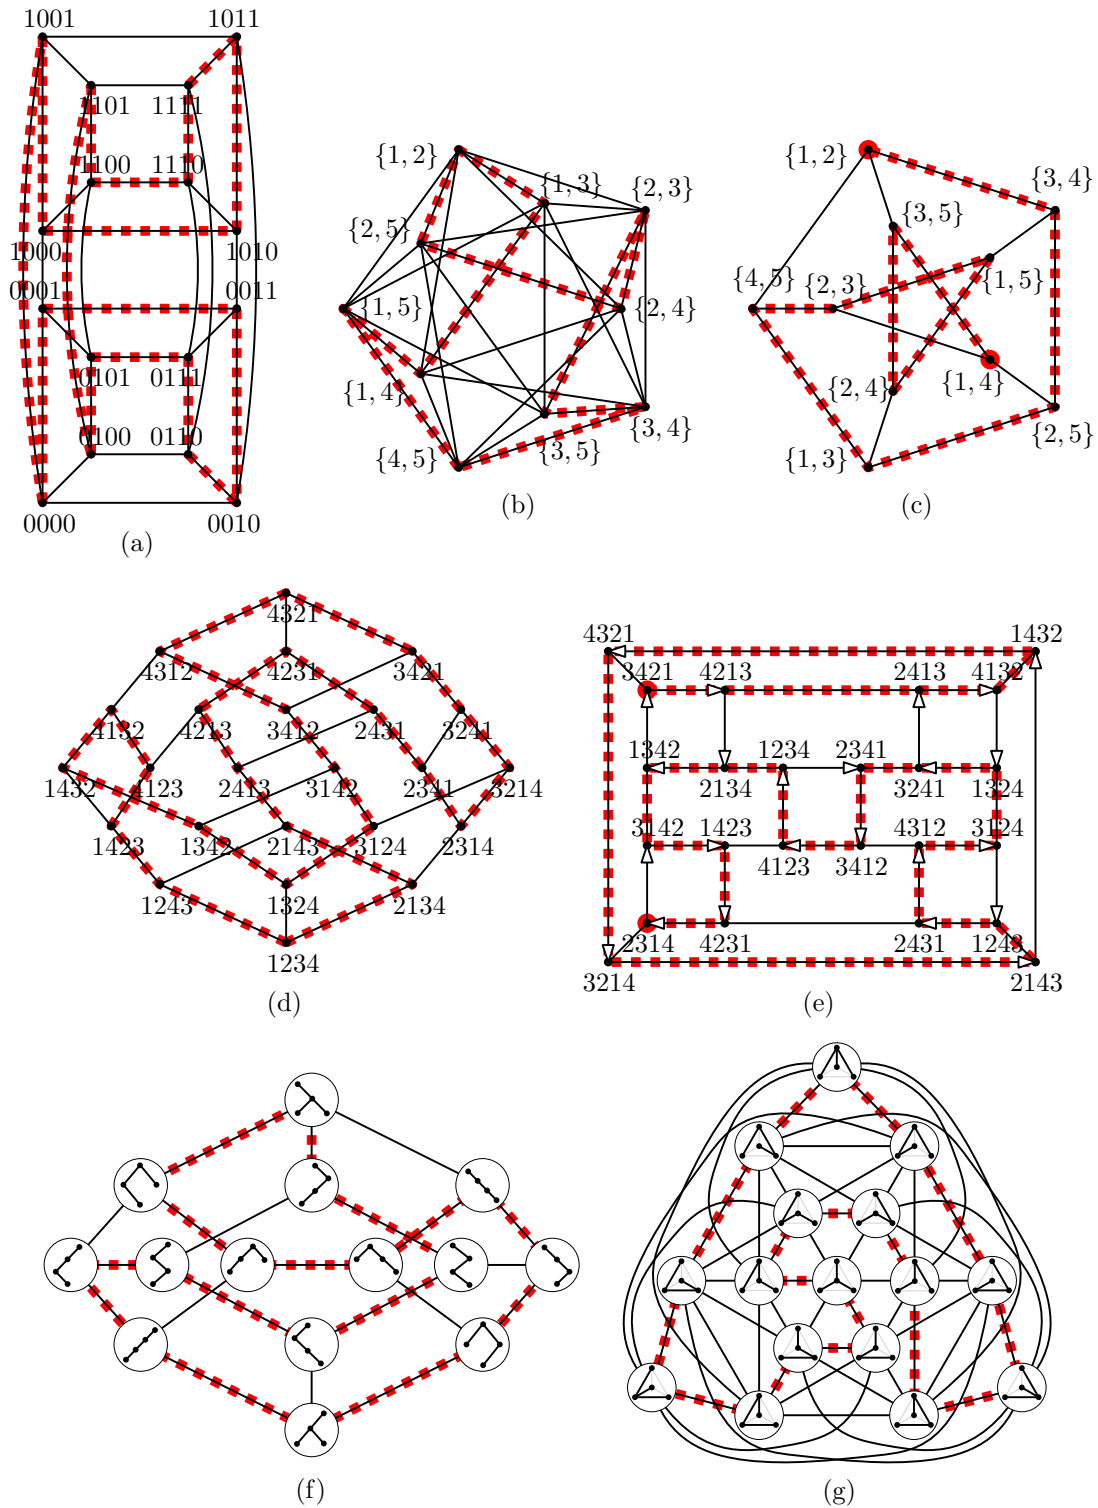 1001 1011
1101 1111
1100 1110
1000 1010
0001 0011
0101 0111
0100 0110
0000 0010
(a)
{1, 2}
{1, 3} {2, 3}
{2, 5}
{1, 5} {2, 4}
{1, 4}
{3, 4}
{4, 5} {3, 5}
(b)
{1, 2}
{3, 4}
{3, 5}
{4, 5} {2, 3} {1, 5}
{2, 4} {1, 4}
{1, 3} {2, 5}
(c)
4321
4312 4231 3421
4132 4213 3412 2431 3241
1432 4123 2413 3142 2341 3214
1423 1342 2143 3124 2314
1243 1324 2134
1234
(d)
4321 1432
3421 4213 2413 4132
1342 1234 2341
2134 3241 1324
3142 1423 4312 3124
4123 3412
2314 4231 2431 1243
3214 2143
(e)
(f)
(g)